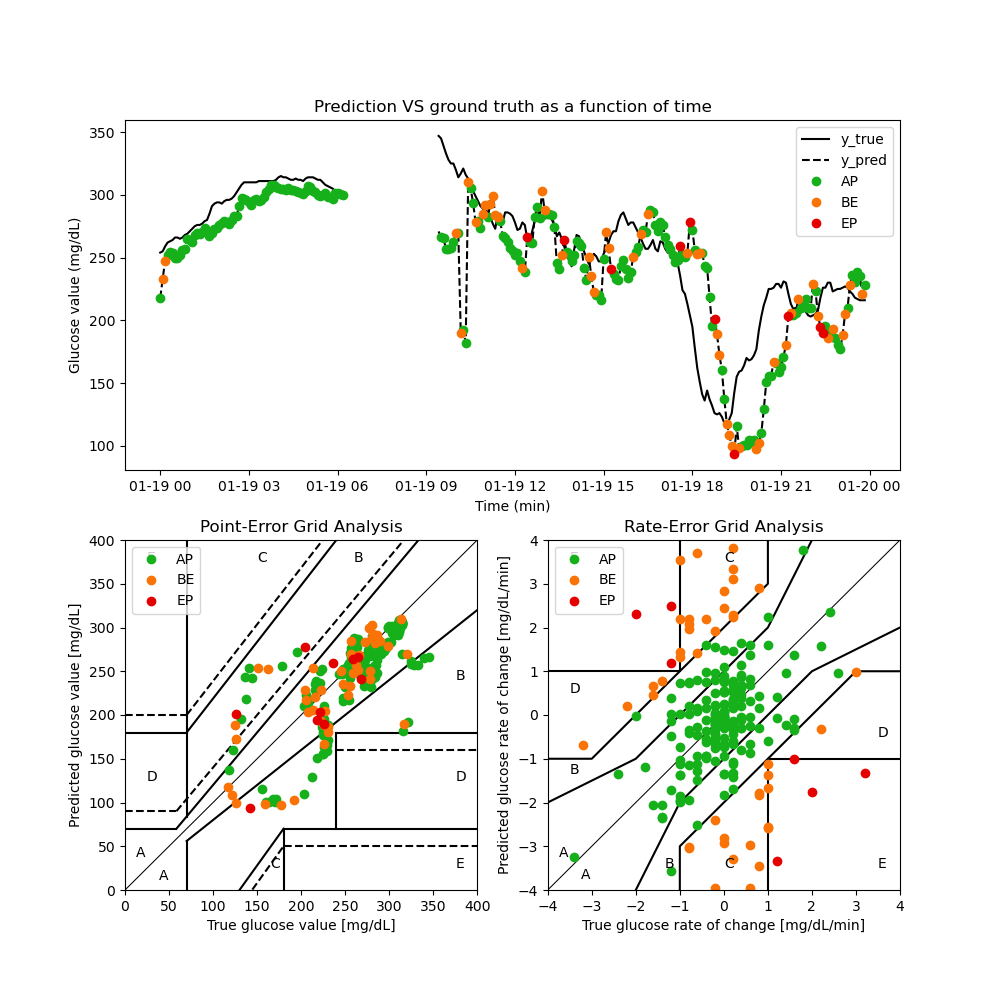 Prediction VS ground truth as a function of time
Glucose value (mg/dL)
350
300
250
200
150
100
y_true
y_pred
AP
BE
EP
01-19 00 01-19 03 01-19 06 01-19 09 01-19 12 01-19 15 01-19 18 01-19 21 01-20 00
Time (min)
Point-Error Grid Analysis
Predicted glucose value [mg/dL]
400
350
300
250
200
150
100
50
0
AP
BE
EP
C
B
B
D
D
A
A
C
E
0 50 100 150 200 250 300 350 400
True glucose value [mg/dL]
Rate-Error Grid Analysis
Predicted glucose rate of change [mg/dL/min]
4
3
2
1
0
−1
−2
−3
−4
AP
BE
EP
C
D
D
B
A
A
B
C
E
−4 −3 −2 −1 0 1 2 3 4
True glucose rate of change [mg/dL/min]